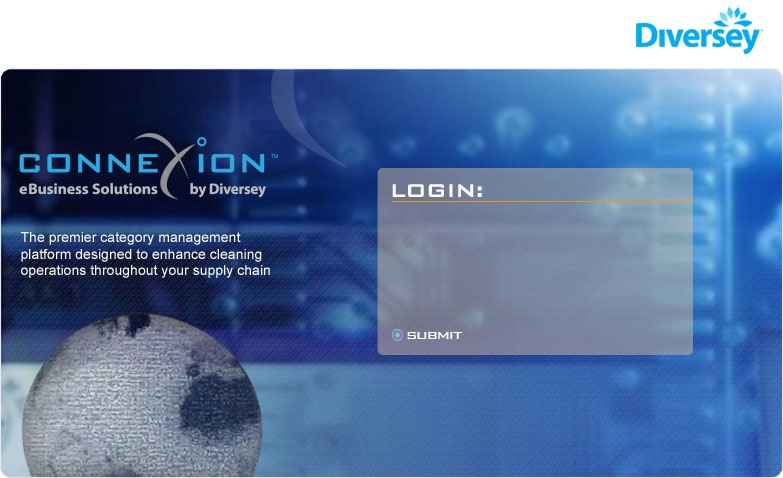 Diversey
CONNEXION™
eBusiness Solutions by Diversey
The premier category management
platform designed to enhance cleaning
operations throughout your supply chain
LOGIN:
SUBMIT